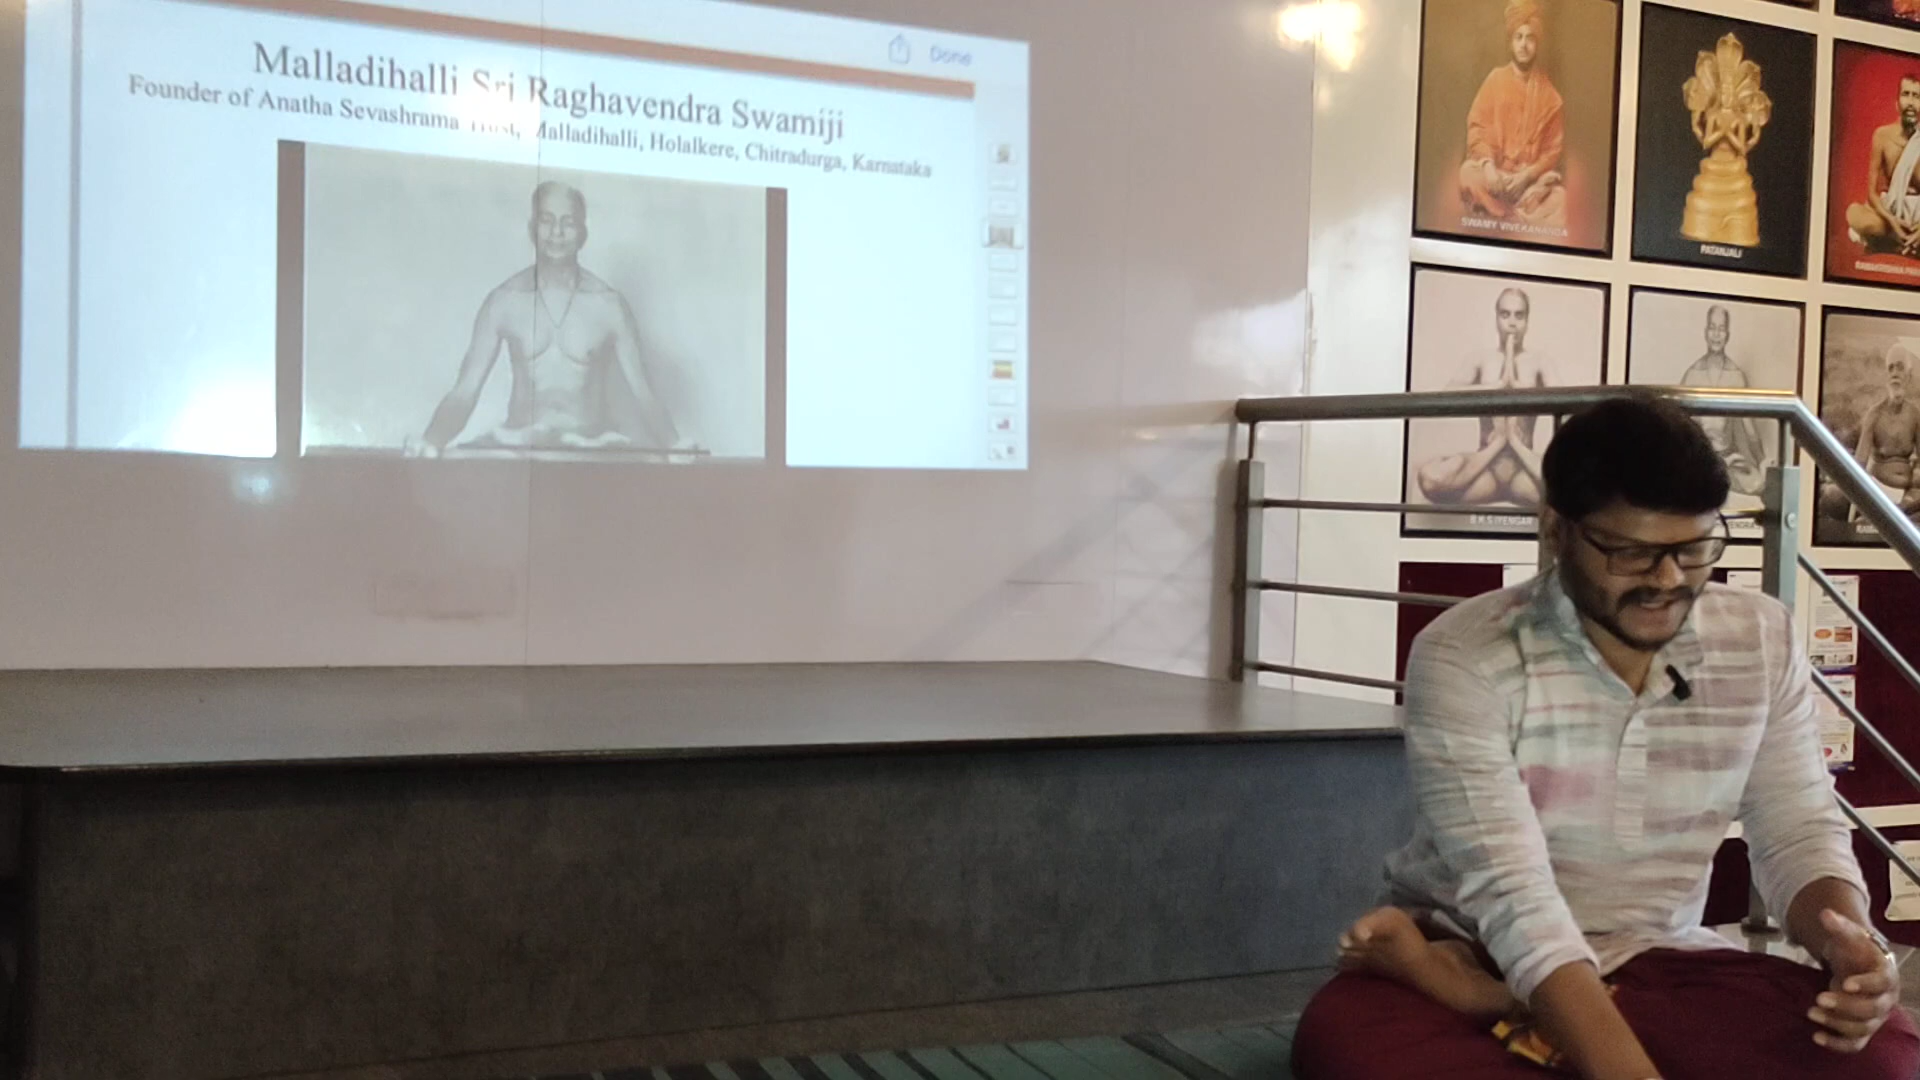 Done
Malladihalli Sri Raghavendra Swamiji
Founder of Anatha Sevashrama Trust, Malladihalli, Holalkere, Chitradurga, Karnataka
SWAMY VIVEKANANDA
PATANJALI
B.K.S IYENGAR